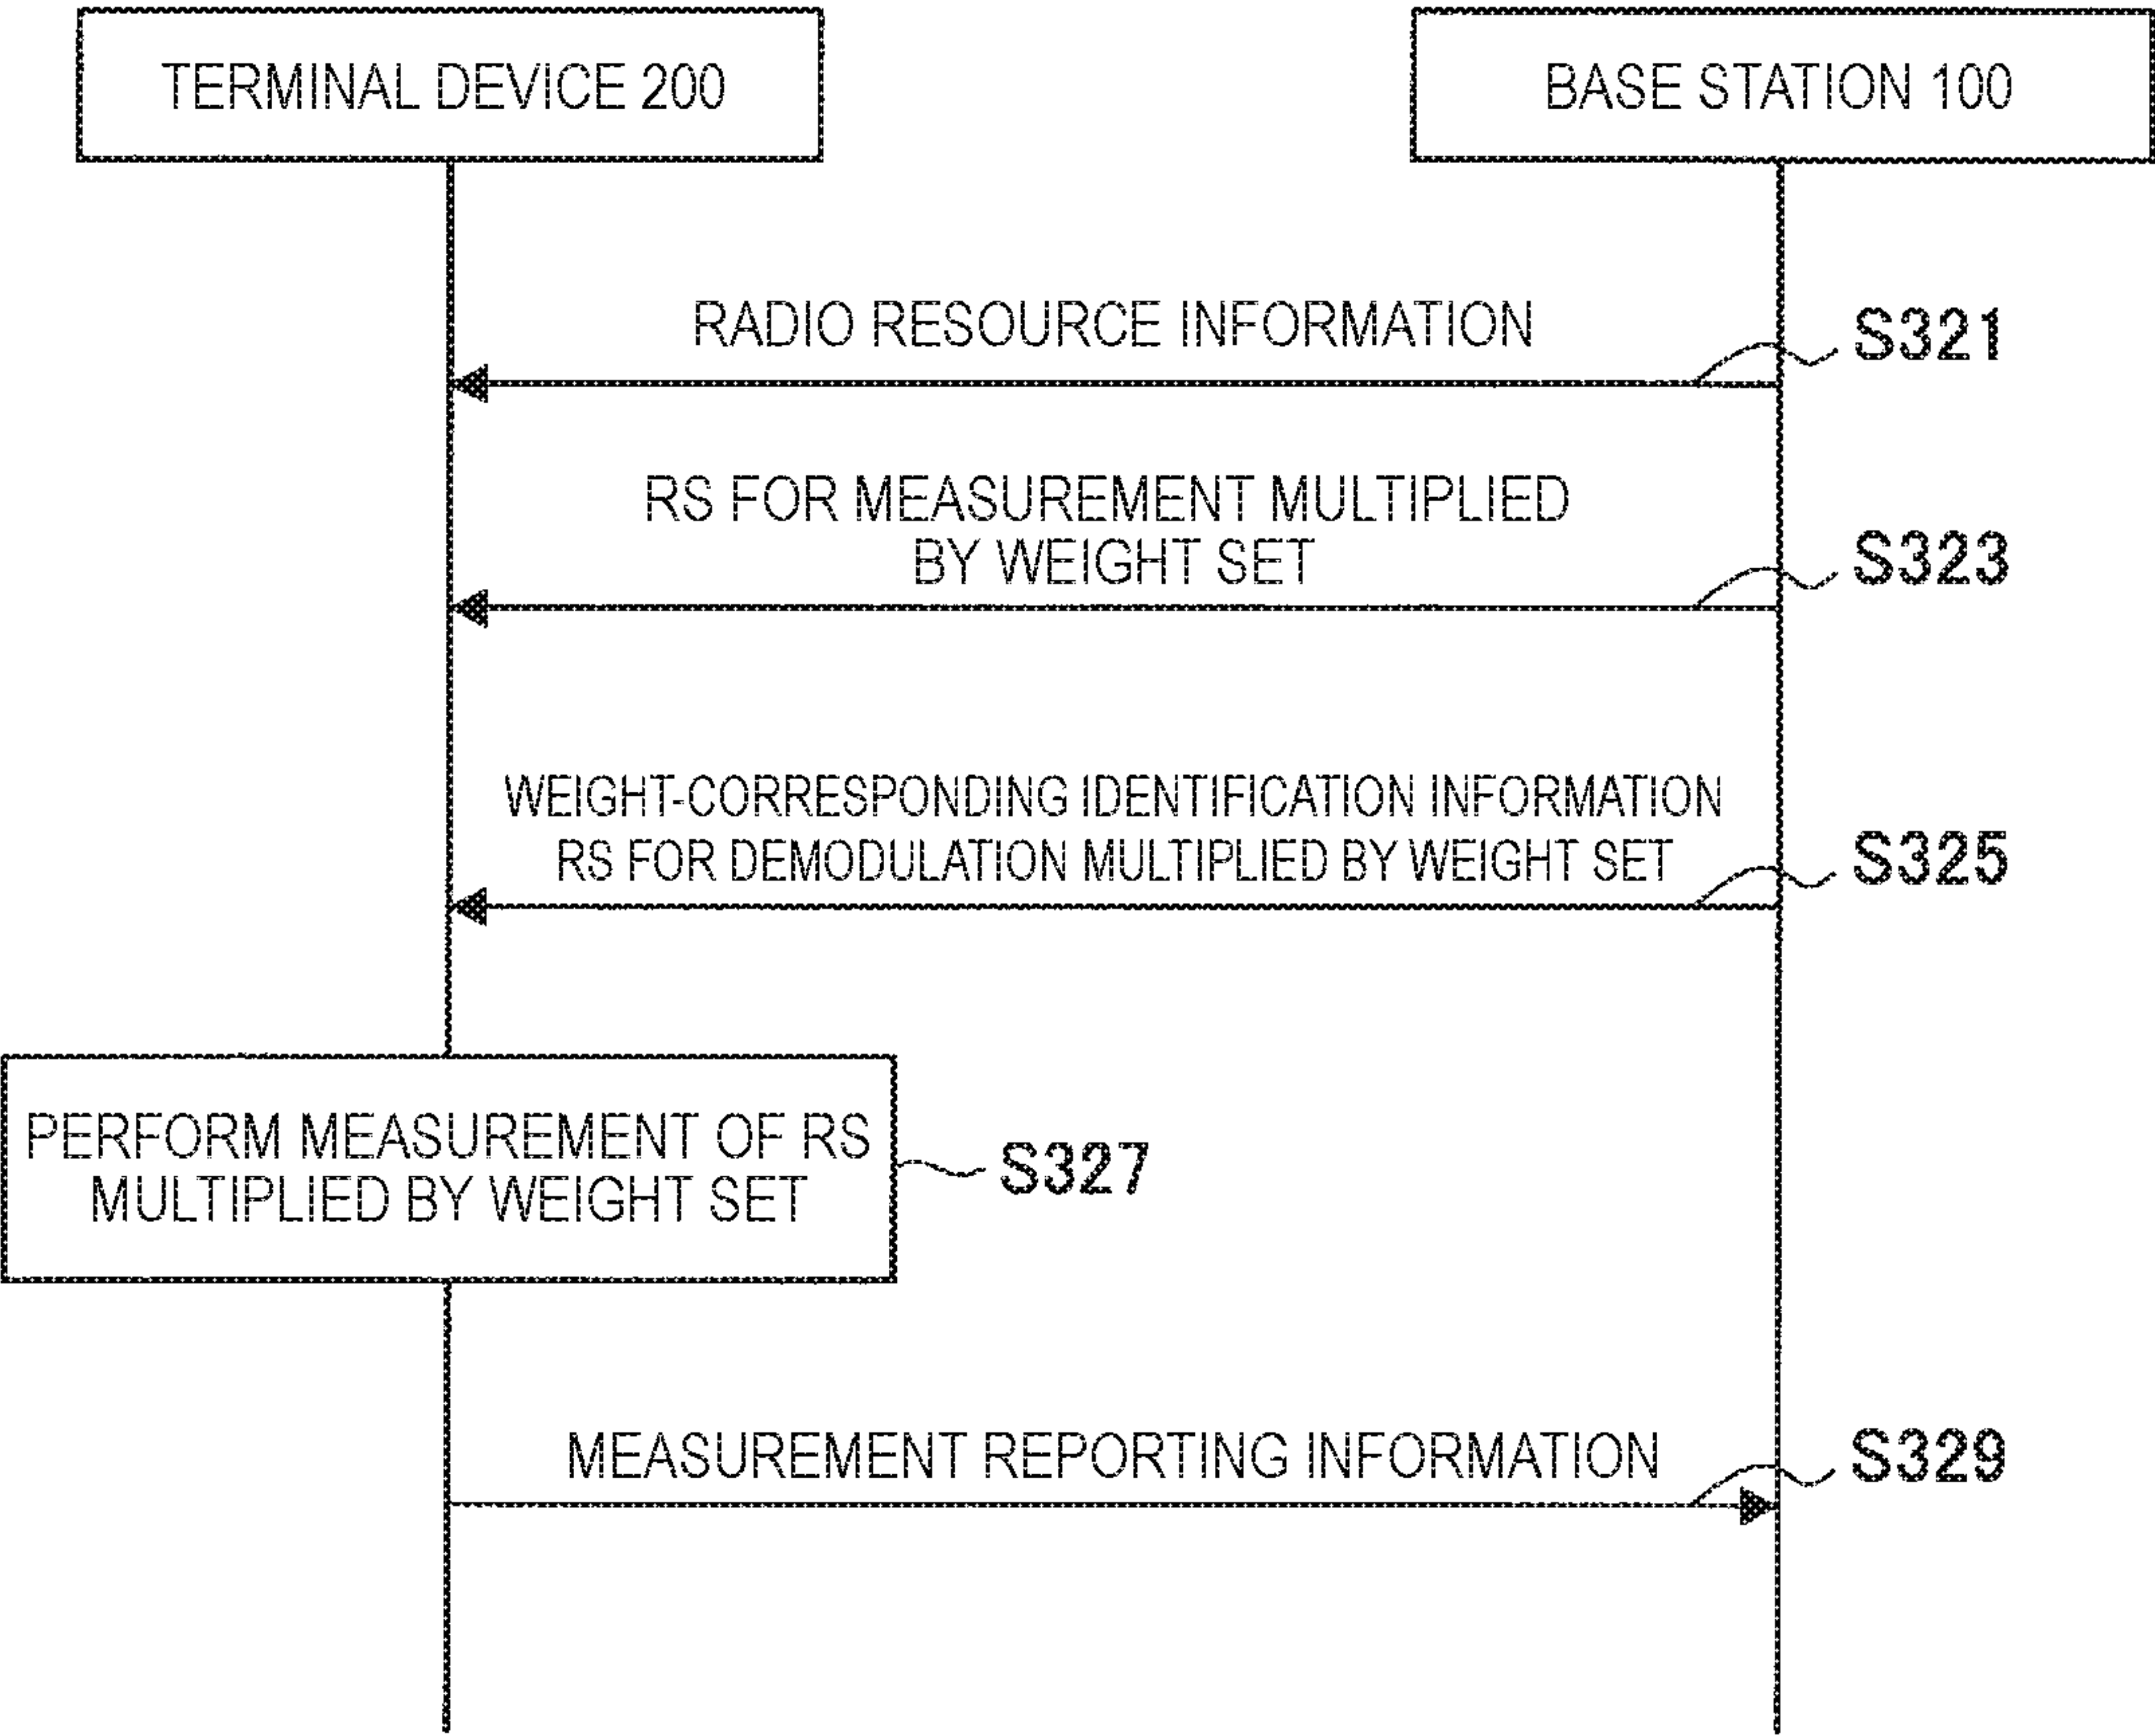 TERMINAL DEVICE 200
BASE STATION 100
RADIO RESOURCE INFORMATION
S321
RS FOR MEASUREMENT MULTIPLIED
BY WEIGHT SET
S323
WEIGHT-CORRESPONDING IDENTIFICATION INFORMATION
RS FOR DEMODULATION MULTIPLIED BY WEIGHT SET
S325
PERFORM MEASUREMENT OF RS
MULTIPLIED BY WEIGHT SET
S327
MEASUREMENT REPORTING INFORMATION
S329